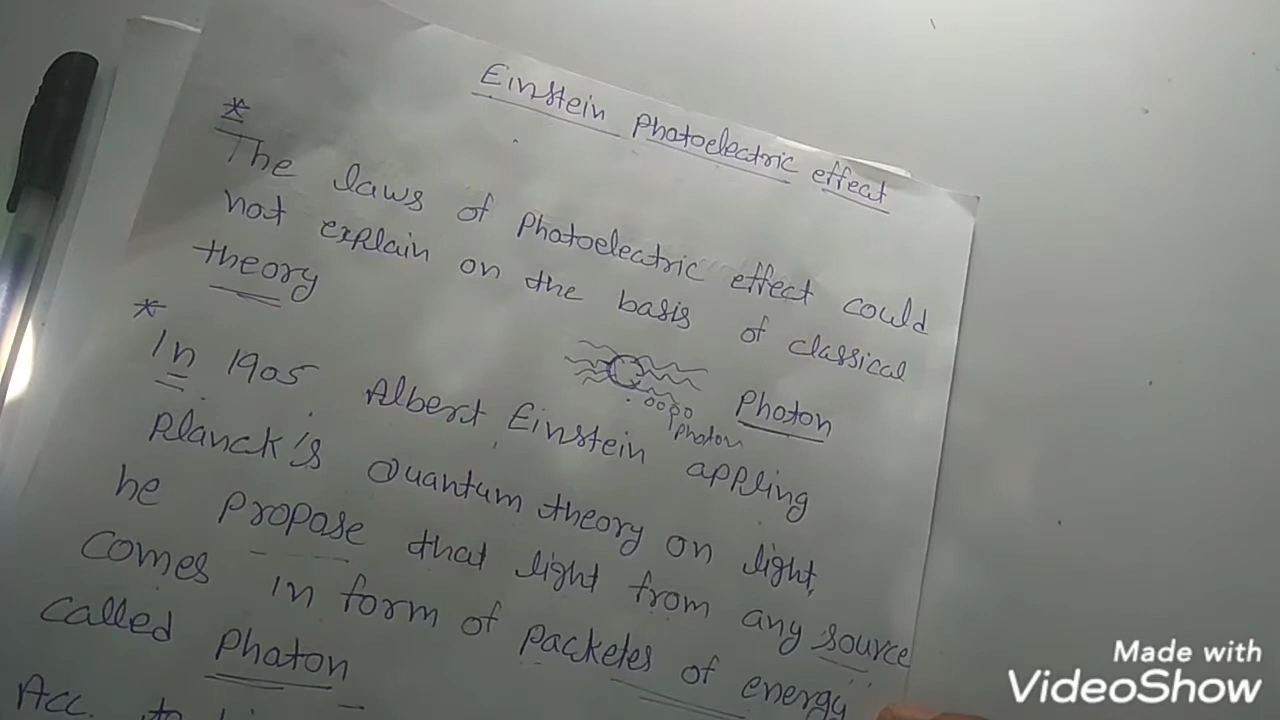 Einstein Photoelectric effect
*
The laws of Photoelectric effect could
not explain on the basis of classical
theory
* In 1905 Albert Einstein appling
Photon
photon
Planck's Quantum theory on light,
he propose that light from any source
comes in form of packetes of energy
called Photon
Acc. to
Made with
VideoShow